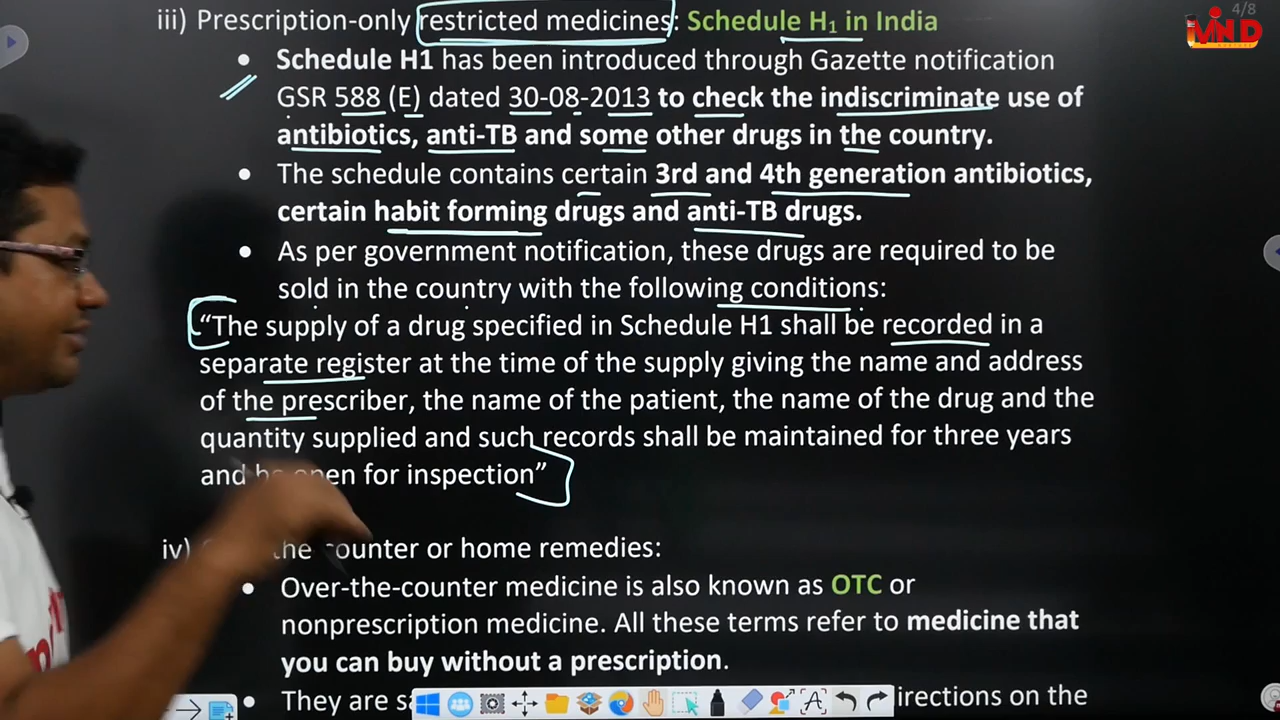 4/8
iii) Prescription-only restricted medicines: Schedule H₁ in India
• Schedule H1 has been introduced through Gazette notification
GSR 588 (E) dated 30-08-2013 to check the indiscriminate use of
antibiotics, anti-TB and some other drugs in the country.
• The schedule contains certain 3rd and 4th generation antibiotics,
certain habit forming drugs and anti-TB drugs.
• As per government notification, these drugs are required to be
sold in the country with the following conditions:
“The supply of a drug specified in Schedule H1 shall be recorded in a
separate register at the time of the supply giving the name and address
of the prescriber, the name of the patient, the name of the drug and the
quantity supplied and such records shall be maintained for three years
and be open for inspection”
iv) the counter or home remedies:
• Over-the-counter medicine is also known as OTC or
nonprescription medicine. All these terms refer to medicine that
you can buy without a prescription.
• They are irections on the